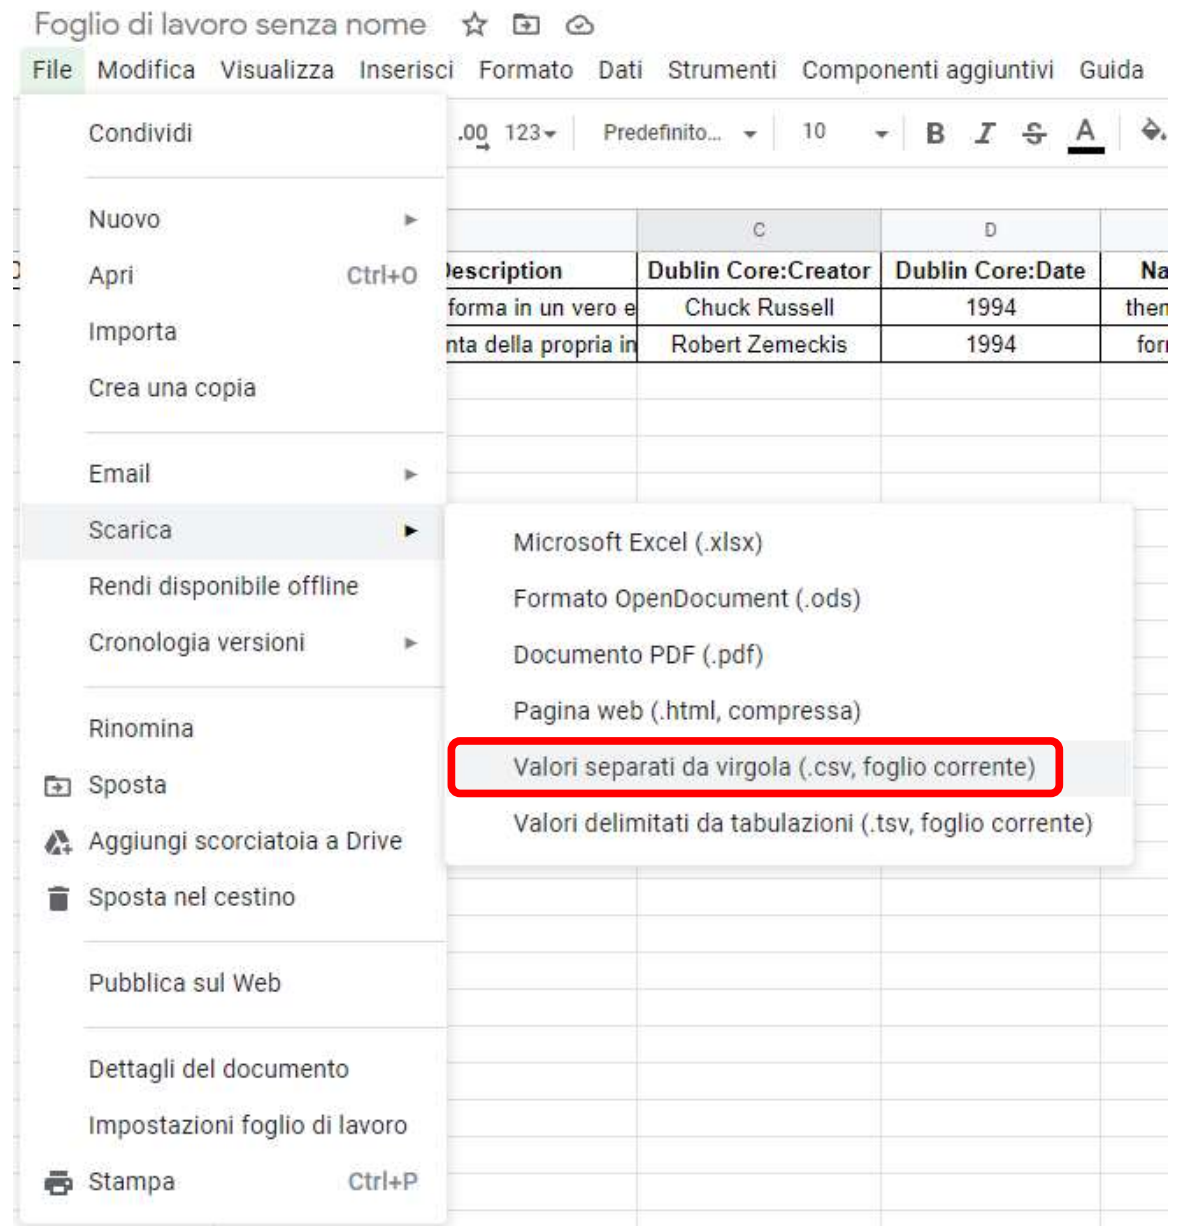 Foglio di lavoro senza nome
File Modifica Visualizza Inserisci Formato Dati Strumenti Componenti aggiuntivi Guida
Condividi .00 123 Predefinito... 10 B I S A
Nuovo
C D
Apri Ctrl+O Description Dublin Core:Creator Dublin Core:Date Na
forma in un vero e Chuck Russell 1994 then
Importa
nta della propria in Robert Zemeckis 1994 for
Crea una copia
Email
Scarica
Microsoft Excel (.xlsx)
Rendi disponibile offline
Formato OpenDocument (.ods)
Cronologia versioni
Documento PDF (.pdf)
Pagina web (.html, compressa)
Rinomina
Valori separati da virgola (.csv, foglio corrente)
Sposta
Valori delimitati da tabulazioni (.tsv, foglio corrente)
Aggiungi scorciatoia a Drive
Sposta nel cestino
Pubblica sul Web
Dettagli del documento
Impostazioni foglio di lavoro
Stampa Ctrl+P